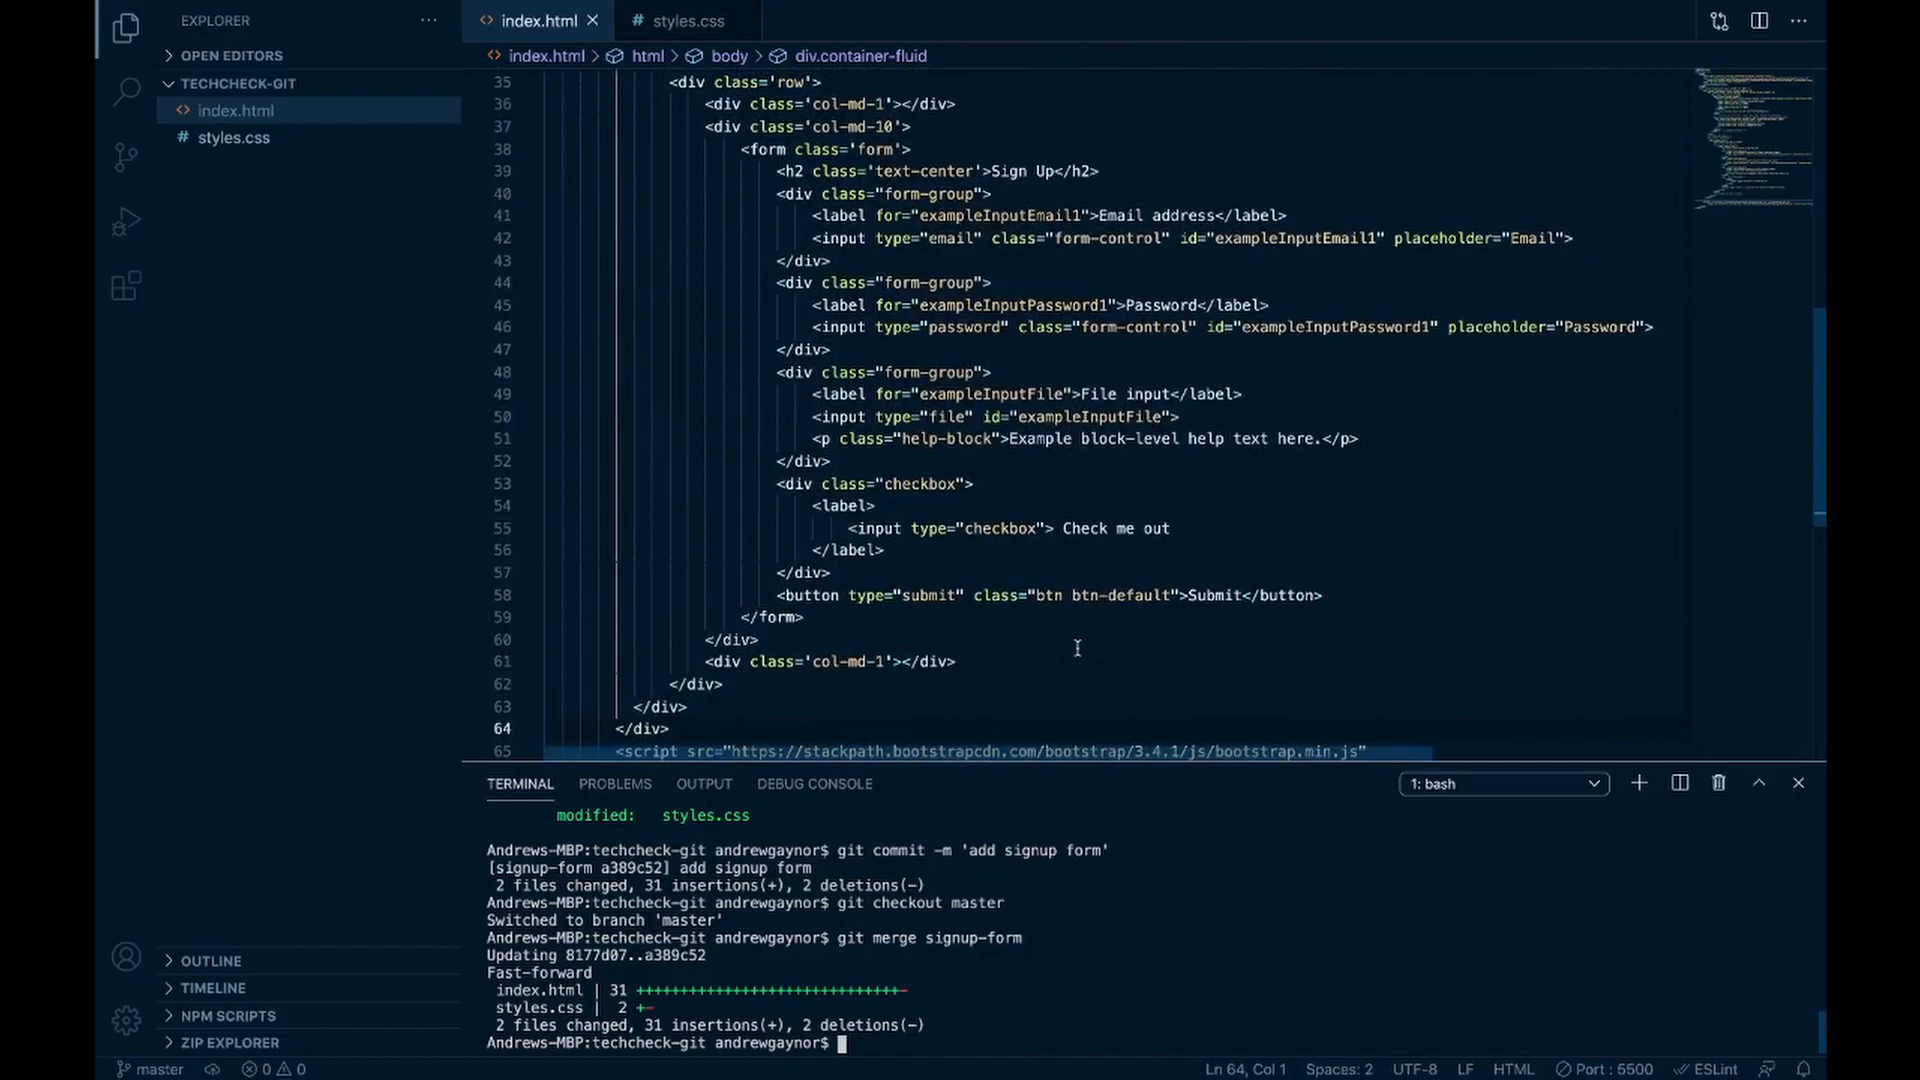 EXPLORER
OPEN EDITORS
TECHCHECK-GIT
index.html
styles.css
index.html
styles.css
index.html > html > body > div.container-fluid
35 <div class='row'>
36 <div class='col-md-1'></div>
37 <div class='col-md-10'>
38 <form class='form'>
39 <h2 class='text-center'>Sign Up</h2>
40 <div class="form-group">
41 <label for="exampleInputEmail1">Email address</label>
42 <input type="email" class="form-control" id="exampleInputEmail1" placeholder="Email">
43 </div>
44 <div class="form-group">
45 <label for="exampleInputPassword1">Password</label>
46 <input type="password" class="form-control" id="exampleInputPassword1" placeholder="Password">
47 </div>
48 <div class="form-group">
49 <label for="exampleInputFile">File input</label>
50 <input type="file" id="exampleInputFile">
51 <p class="help-block">Example block-level help text here.</p>
52 </div>
53 <div class="checkbox">
54 <label>
55 <input type="checkbox"> Check me out
56 </label>
57 </div>
58 <button type="submit" class="btn btn-default">Submit</button>
59 </form>
60 </div>
61 <div class='col-md-1'></div>
62 </div>
63 </div>
64 </div>
65 <script src="https://stackpath.bootstrapcdn.com/bootstrap/3.4.1/js/bootstrap.min.js"
TERMINAL PROBLEMS OUTPUT DEBUG CONSOLE 1: bash
modified: styles.css
Andrews-MBP:techcheck-git andrewgaynor$ git commit -m 'add signup form'
[signup-form a389c52] add signup form
2 files changed, 31 insertions(+), 2 deletions(-)
Andrews-MBP:techcheck-git andrewgaynor$ git checkout master
Switched to branch 'master'
Andrews-MBP:techcheck-git andrewgaynor$ git merge signup-form
Updating 8177d07..a389c52
Fast-forward
index.html | 31 ++++++++++++++++++++++++++++++-
styles.css | 2 +-
2 files changed, 31 insertions(+), 2 deletions(-)
Andrews-MBP:techcheck-git andrewgaynor$
OUTLINE
TIMELINE
NPM SCRIPTS
ZIP EXPLORER
master 0 0 Ln 64, Col 1 Spaces: 2 UTF-8 LF HTML Port : 5500 ESLint